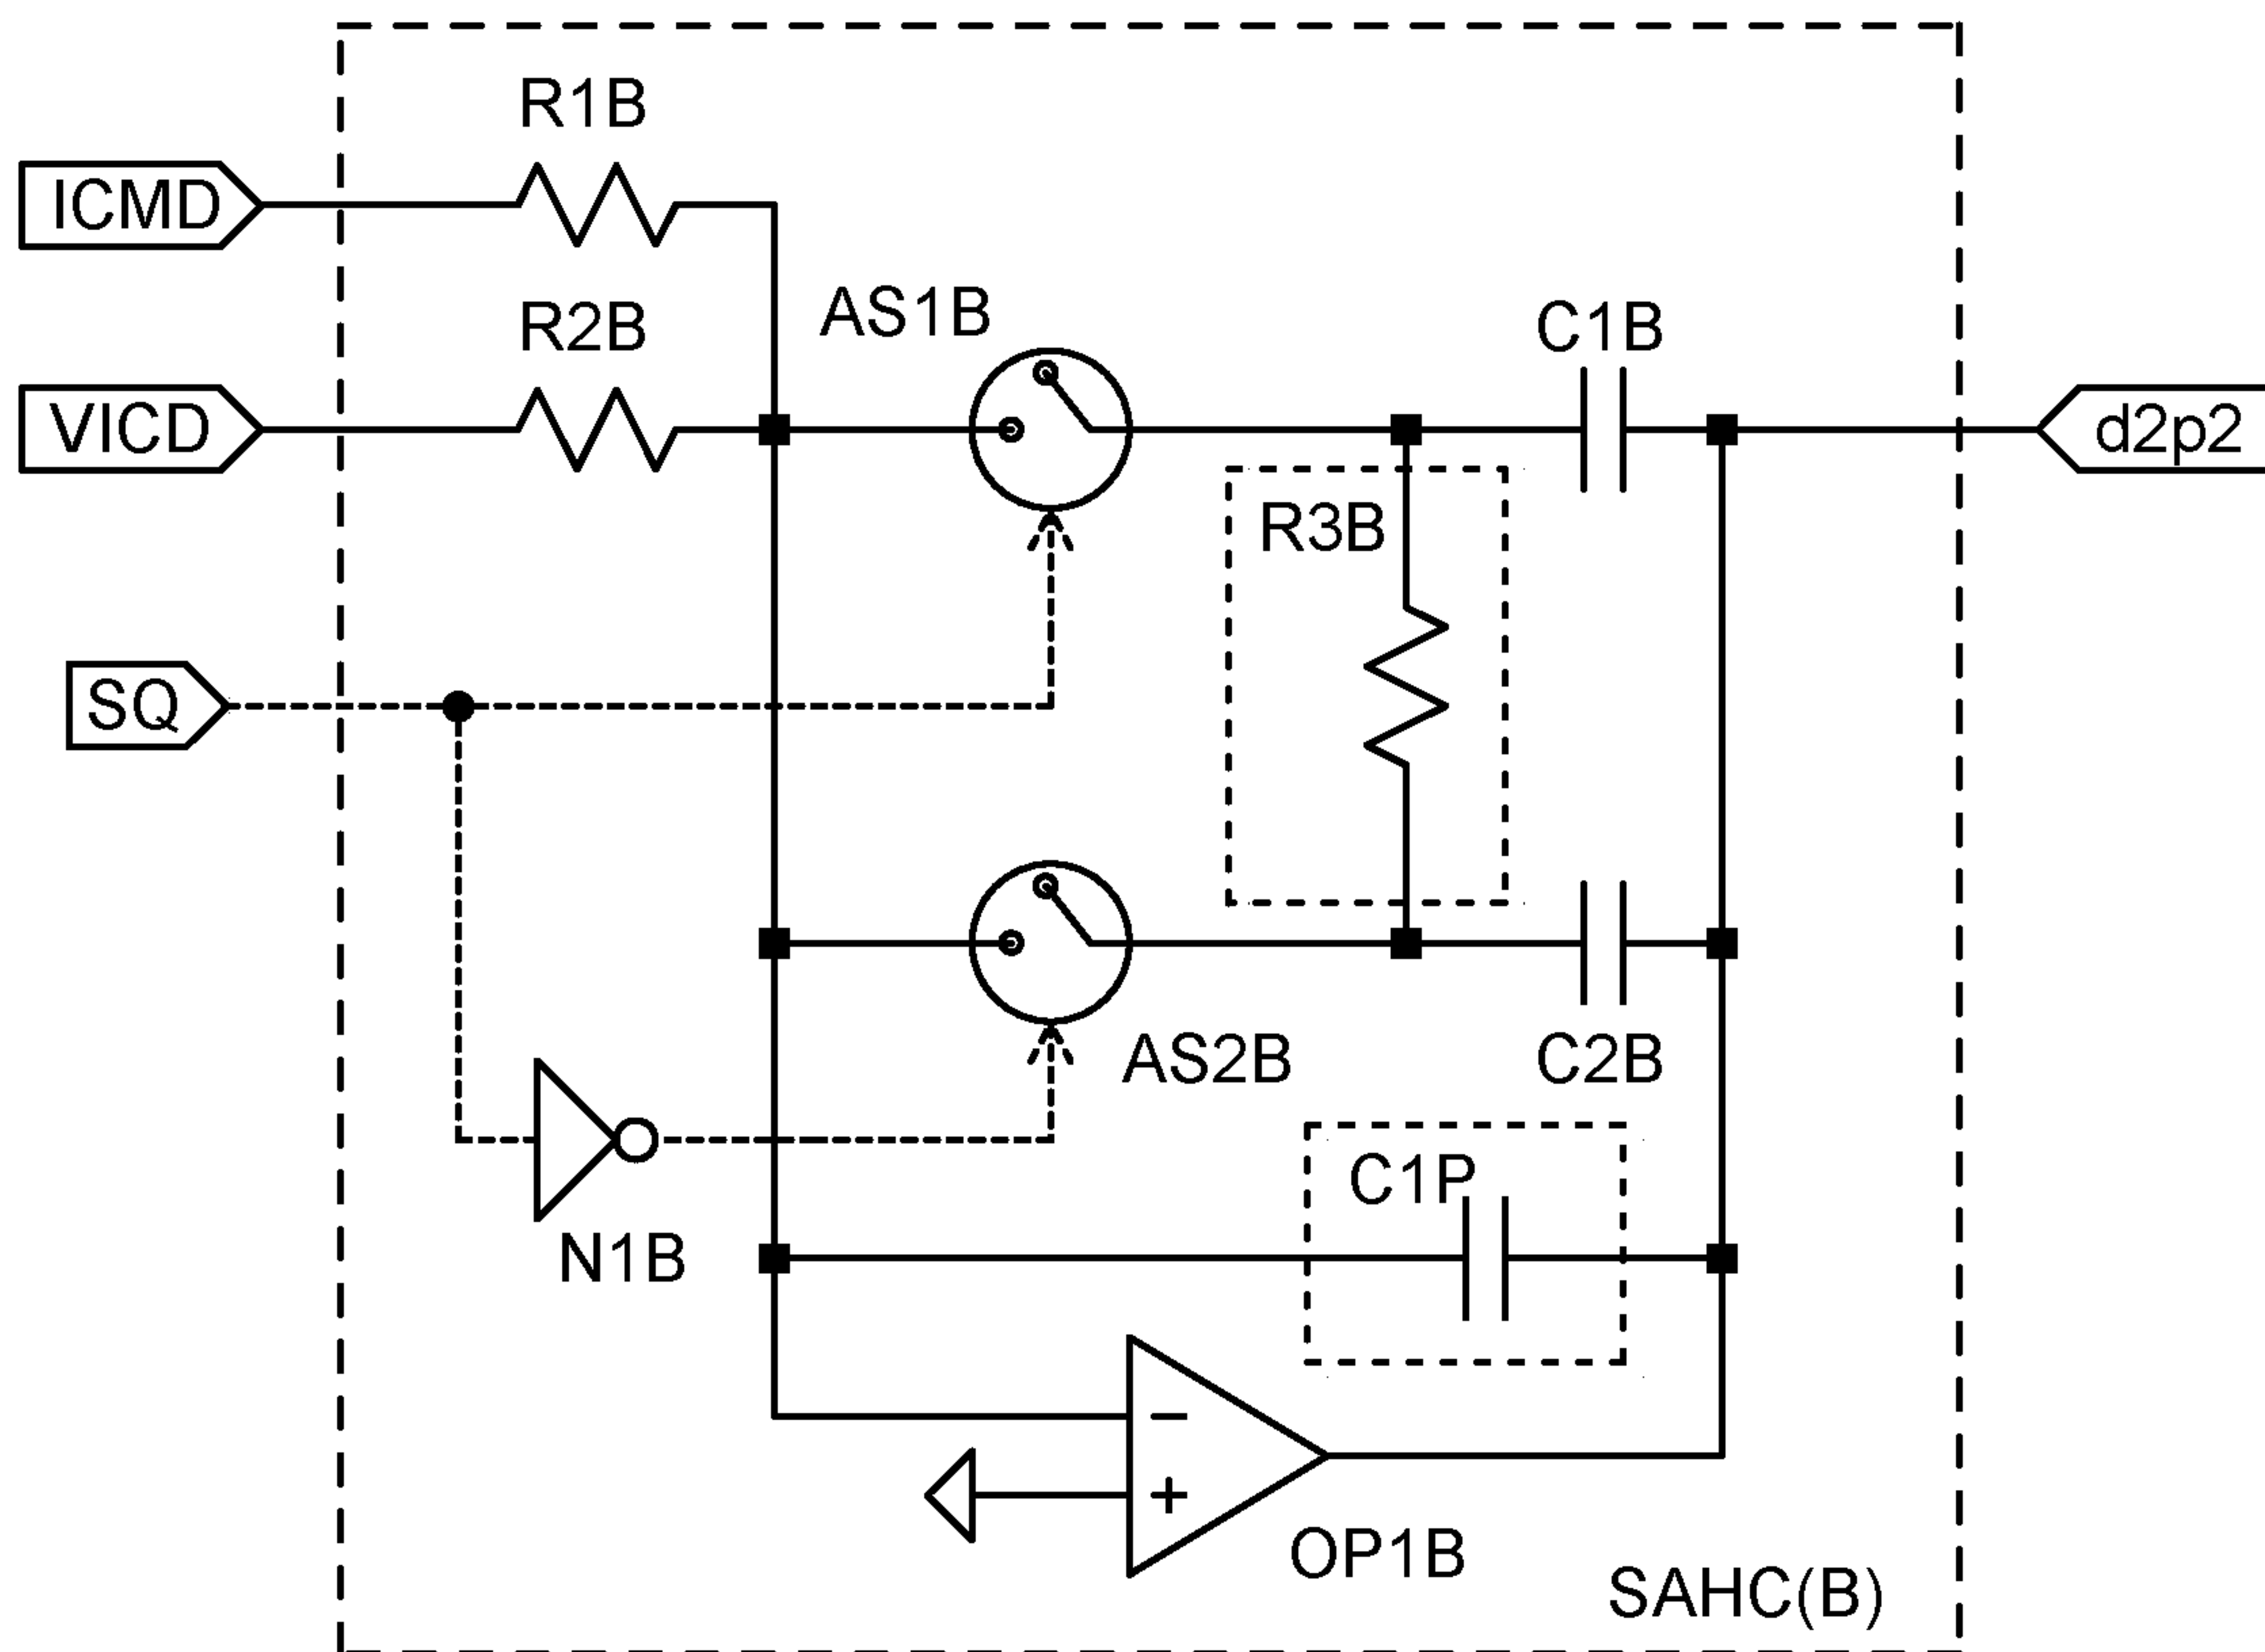 R1B
ICMD
AS1B
R2B
C1B
VICD
d2p2
R3B
SQ
AS2B
C2B
C1P
N1B
−
+
OP1B
SAHC(B)